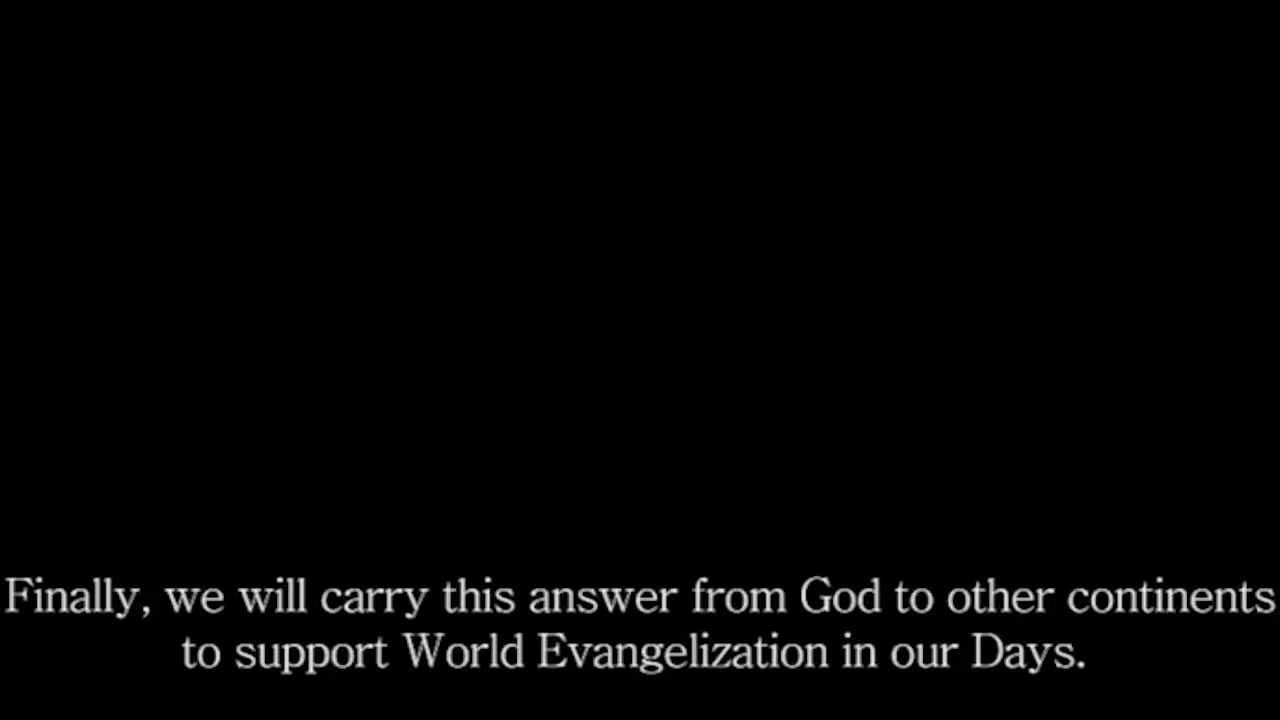 Finally, we will carry this answer from God to other continents
to support World Evangelization in our Days.